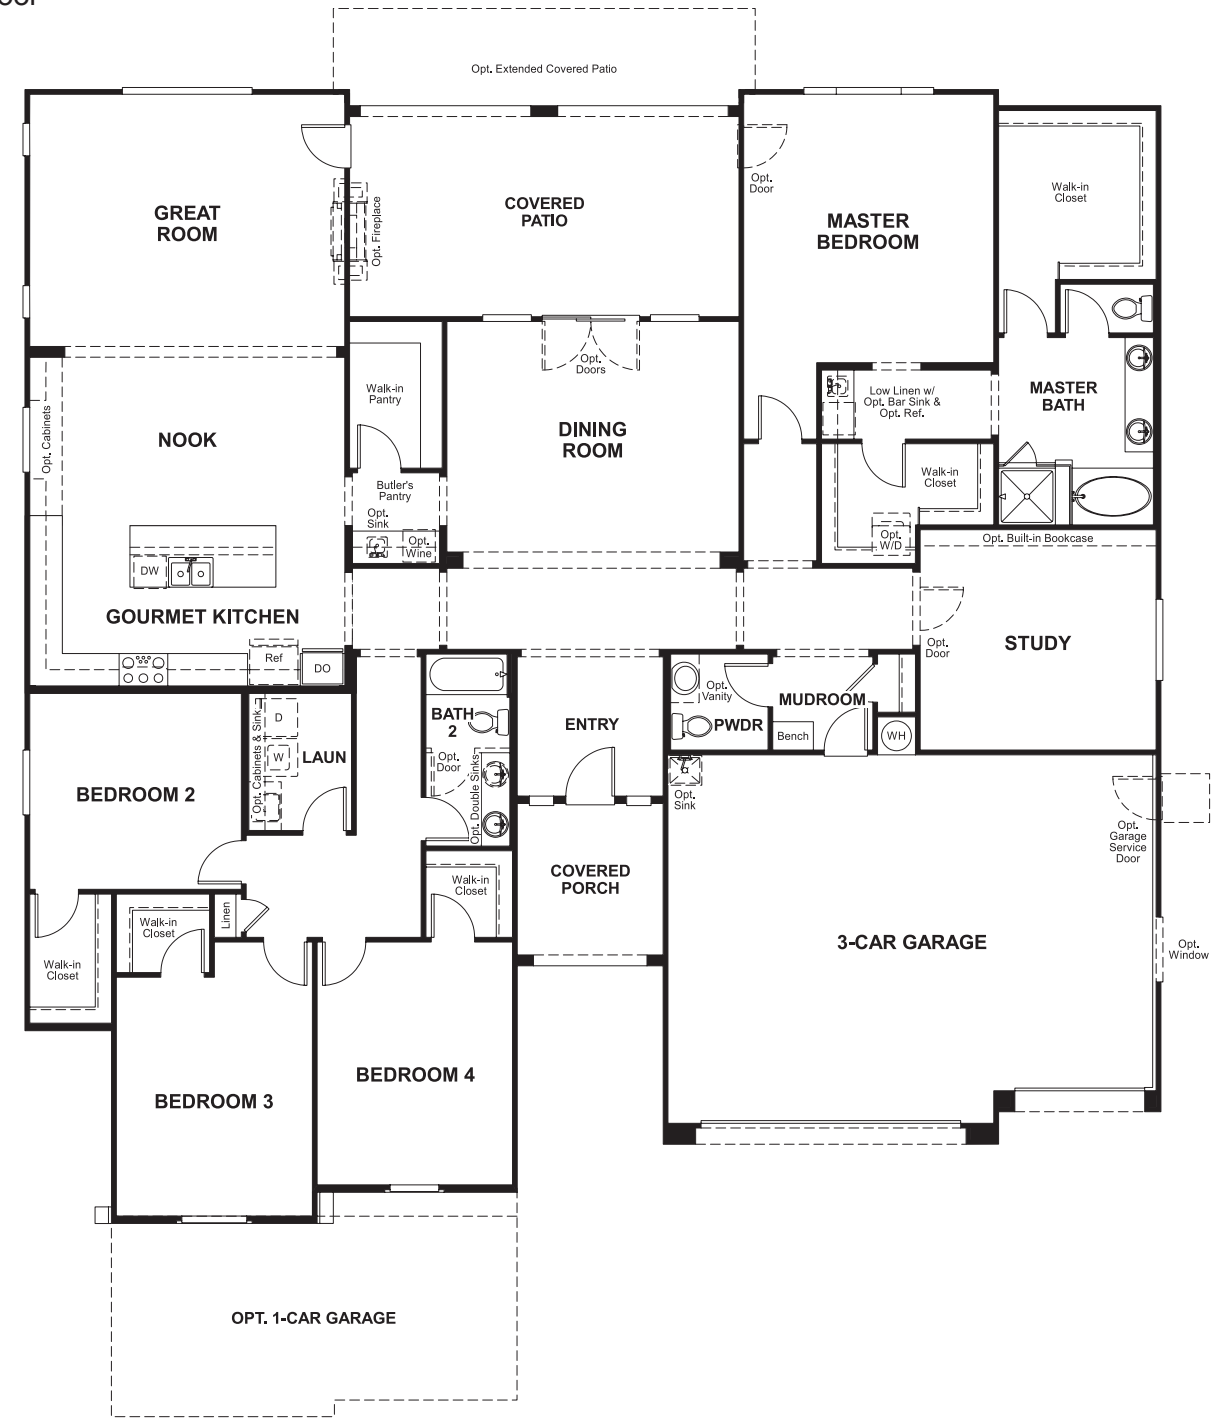 Opt. Extended Covered Patio
GREAT
ROOM
Opt. Fireplace
COVERED
PATIO
Opt.
Door
MASTER
BEDROOM
Walk-in
Closet
Opt.
Doors
Walk-in
Pantry
Low Linen w/
Opt. Bar Sink &
Opt. Ref.
MASTER
BATH
Opt. Cabinets
NOOK
DINING
ROOM
Butler's
Pantry
Opt.
Sink
Opt.
Wine
Walk-in
Closet
Opt.
W/D
Opt. Built-in Bookcase
DW
GOURMET KITCHEN
Ref
DO
Opt.
Door
STUDY
BATH
2
Opt.
Door
Opt. Double Sinks
ENTRY
Opt.
Vanity
PWDR
MUDROOM
Bench
WH
D
W
Opt. Cabinets & Sink
LAUN
BEDROOM 2
Opt.
Sink
Opt.
Garage
Service
Door
COVERED
PORCH
Walk-in
Closet
Linen
Walk-in
Closet
Walk-in
Closet
3-CAR GARAGE
Opt.
Window
BEDROOM 3
BEDROOM 4
OPT. 1-CAR GARAGE